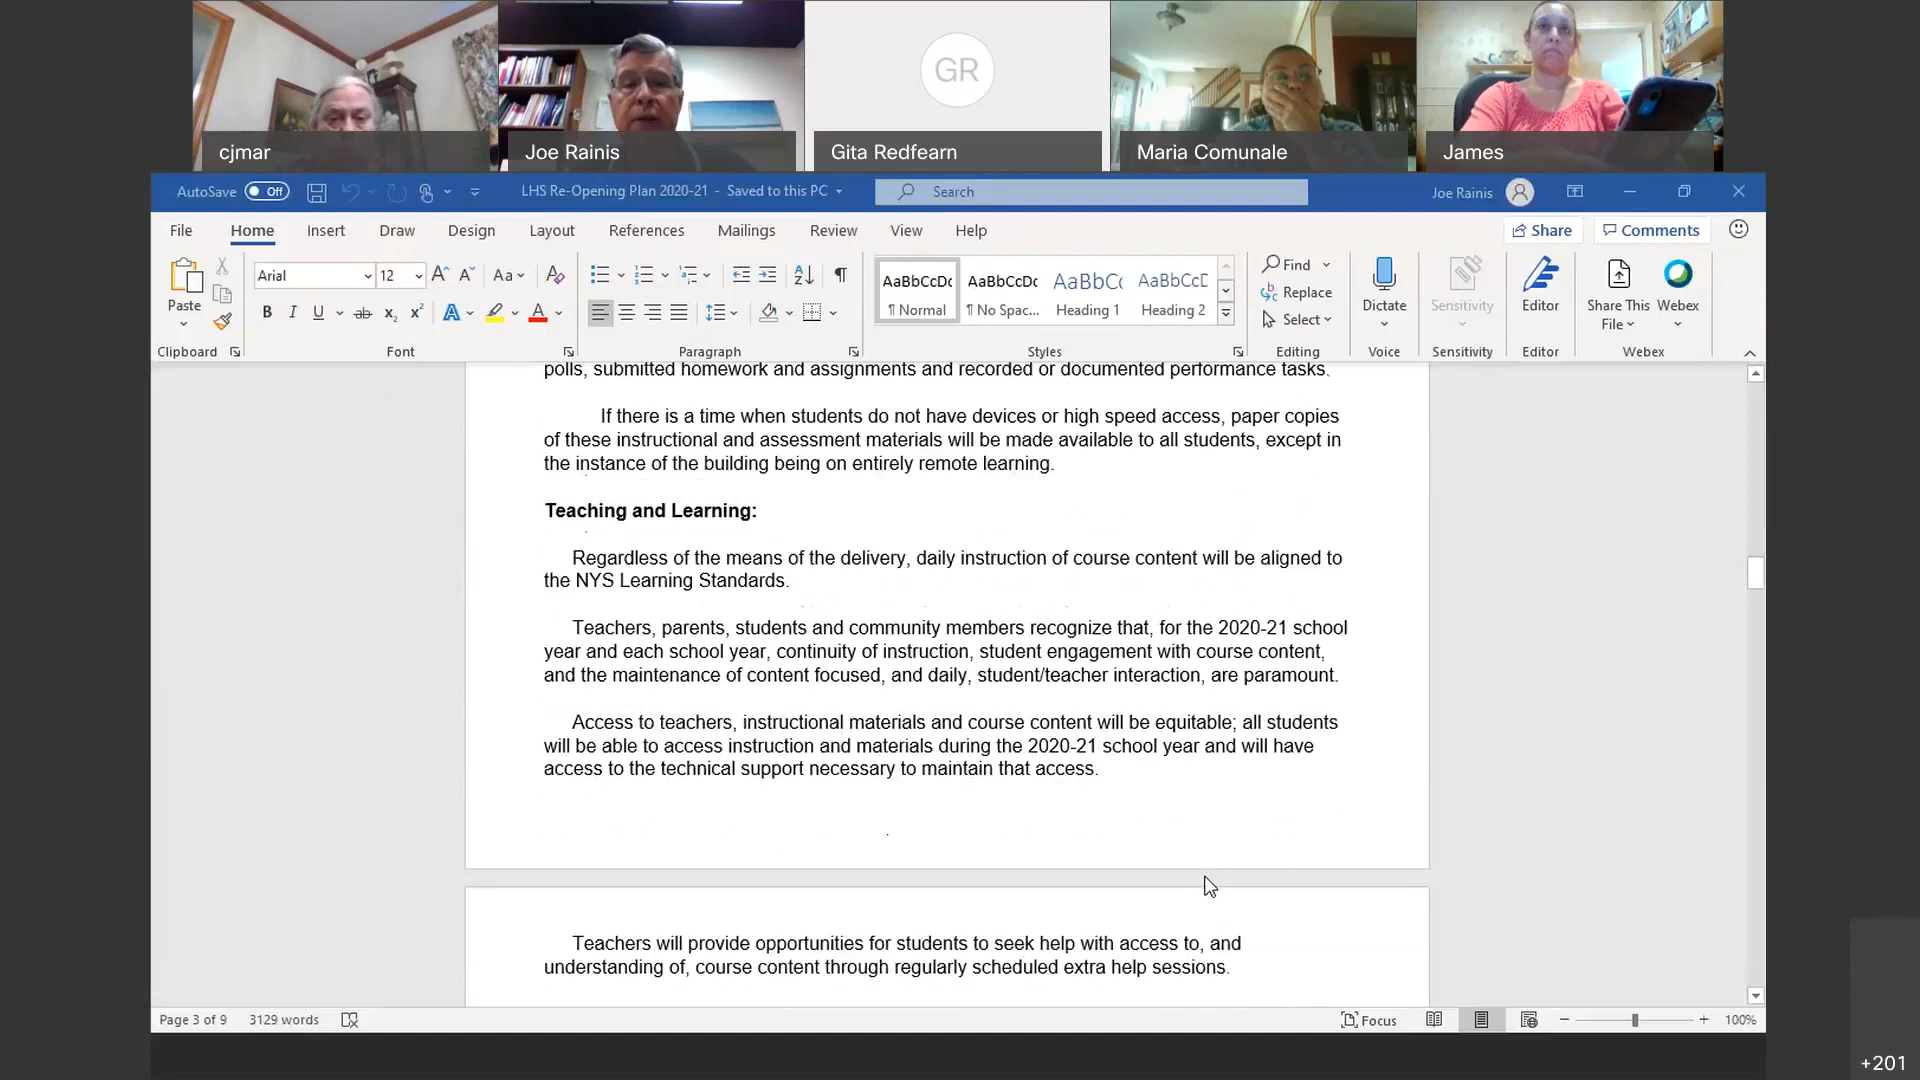 GR
cjmar
Joe Rainis
Gita Redfearn
Maria Comunale
James
AutoSave Off
LHS Re-Opening Plan 2020-21 - Saved to this PC
Search
Joe Rainis
File Home Insert Draw Design Layout References Mailings Review View Help
Share Comments
Paste
Arial 12
Aa
B I U ab x₂ x² A A
AaBbCcDc AaBbCcDc AaBbCc AaBbCcD
¶ Normal ¶ No Spac... Heading 1 Heading 2
Find
Replace
Select
Dictate
Sensitivity
Editor
Share This File
Webex
Clipboard Font Paragraph Styles Editing Voice Sensitivity Editor Webex
polls, submitted homework and assignments and recorded or documented performance tasks.
If there is a time when students do not have devices or high speed access, paper copies
of these instructional and assessment materials will be made available to all students, except in
the instance of the building being on entirely remote learning.
Teaching and Learning:
Regardless of the means of the delivery, daily instruction of course content will be aligned to
the NYS Learning Standards.
Teachers, parents, students and community members recognize that, for the 2020-21 school
year and each school year, continuity of instruction, student engagement with course content,
and the maintenance of content focused, and daily, student/teacher interaction, are paramount.
Access to teachers, instructional materials and course content will be equitable; all students
will be able to access instruction and materials during the 2020-21 school year and will have
access to the technical support necessary to maintain that access.
Teachers will provide opportunities for students to seek help with access to, and
understanding of, course content through regularly scheduled extra help sessions.
Page 3 of 9 3129 words
Focus
100%
+201